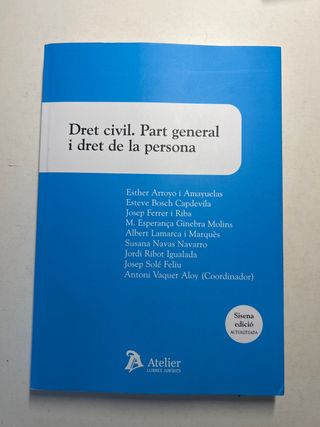 Dret civil. Part general
i dret de la persona
Esther Arroyo i Amayuelas
Esteve Bosch Capdevila
Josep Ferrer i Riba
M. Esperança Ginebra Molins
Albert Lamarca i Marquès
Susana Navas Navarro
Jordi Ribot Igualada
Josep Solé Feliu
Antoni Vaquer Aloy (Coordinador)
Sisena
edició
ACTUALITZADA
Atelier
LLIBRES JURÍDICS